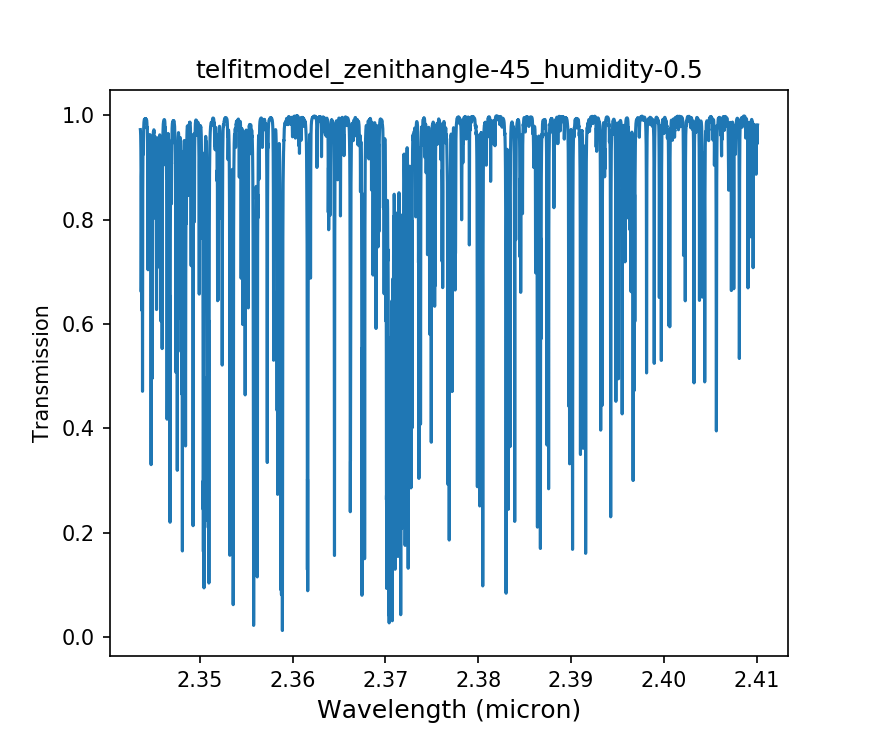 telfitmodel_zenithangle-45_humidity-0.5
1.0
0.8
0.6
0.4
0.2
0.0
Transmission
2.35 2.36 2.37 2.38 2.39 2.40 2.41
Wavelength (micron)